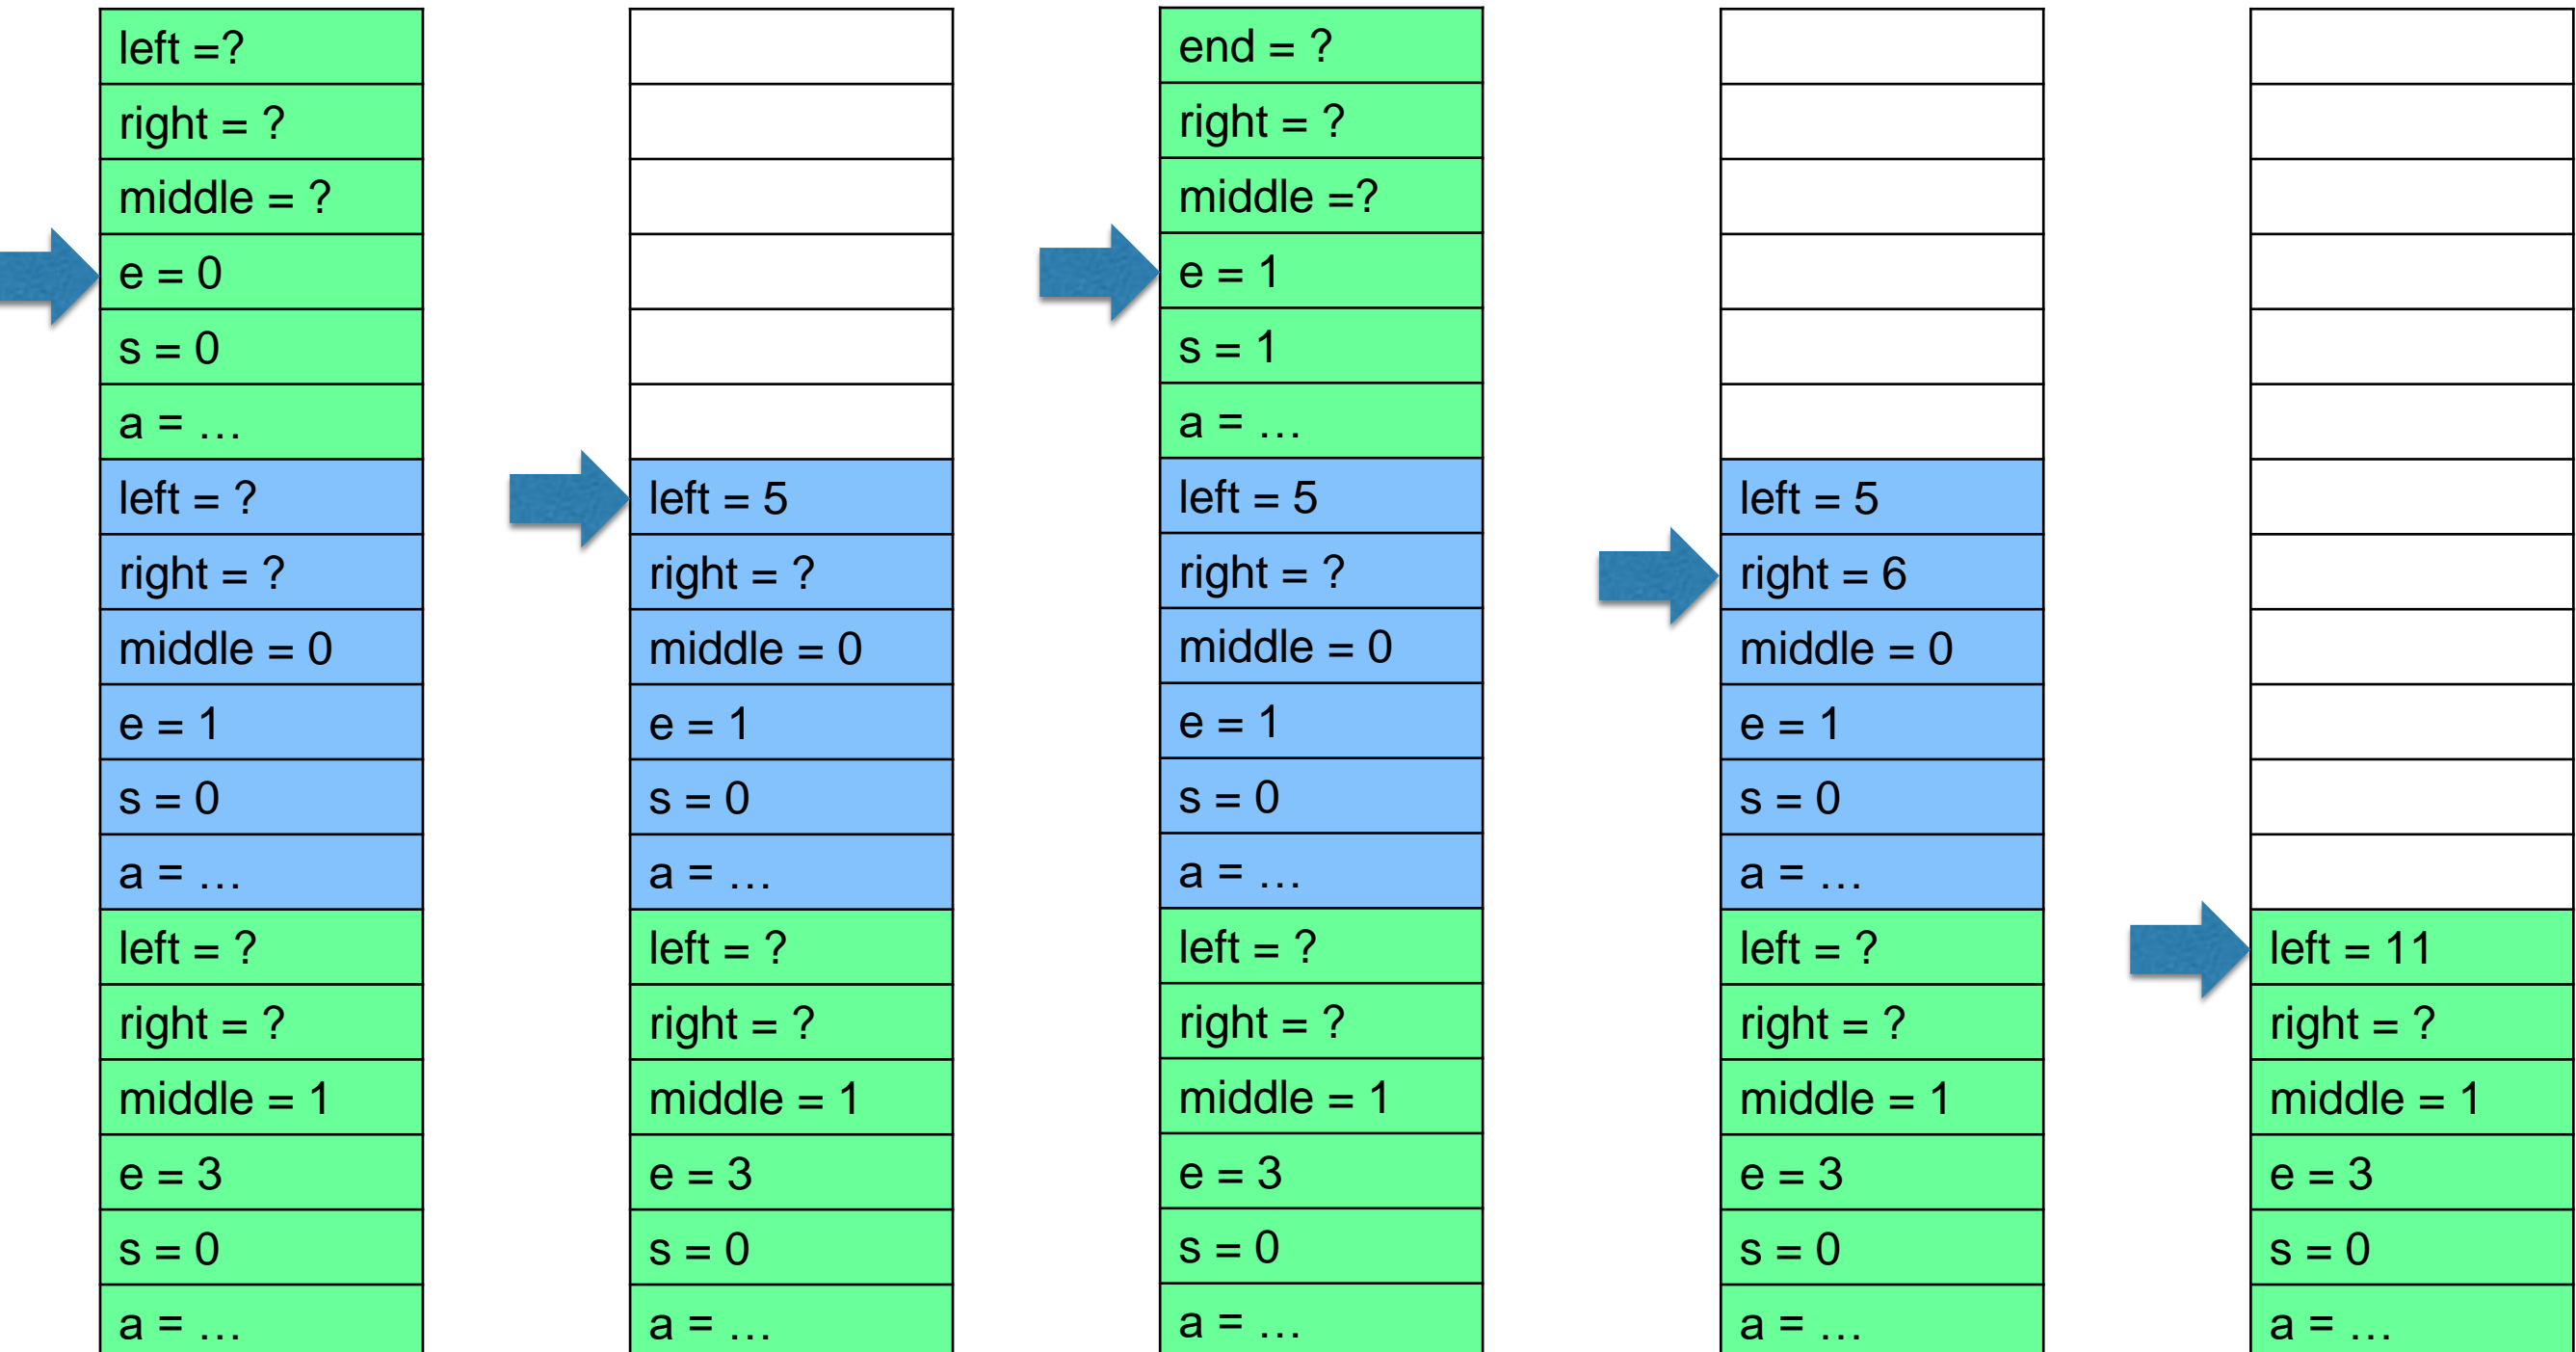 left =?
right = ?
middle = ?
e = 0
s = 0
a = …
left = ?
right = ?
middle = 0
e = 1
s = 0
a = …
left = ?
right = ?
middle = 1
e = 3
s = 0
a = …
left = 5
right = ?
middle = 0
e = 1
s = 0
a = …
left = ?
right = ?
middle = 1
e = 3
s = 0
a = …
end = ?
right = ?
middle =?
e = 1
s = 1
a = …
left = 5
right = ?
middle = 0
e = 1
s = 0
a = …
left = ?
right = ?
middle = 1
e = 3
s = 0
a = …
left = 5
right = 6
middle = 0
e = 1
s = 0
a = …
left = ?
right = ?
middle = 1
e = 3
s = 0
a = …
left = 11
right = ?
middle = 1
e = 3
s = 0
a = …